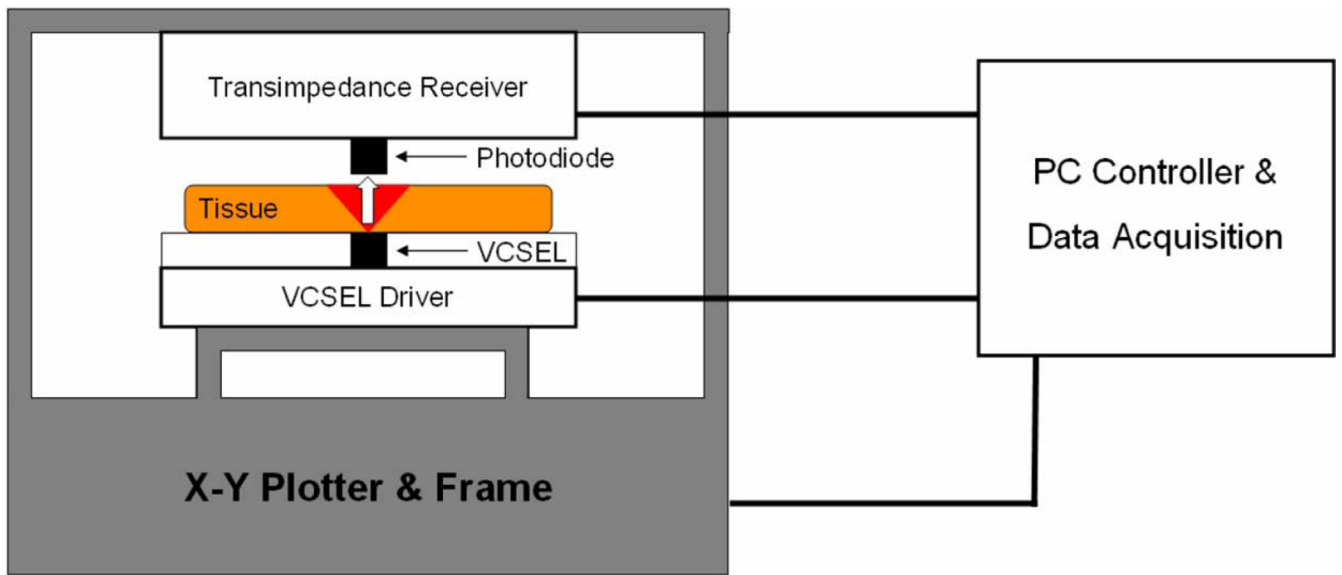 Transimpedance Receiver
Photodiode
Tissue
VCSEL
VCSEL Driver
X-Y Plotter & Frame
PC Controller &
Data Acquisition